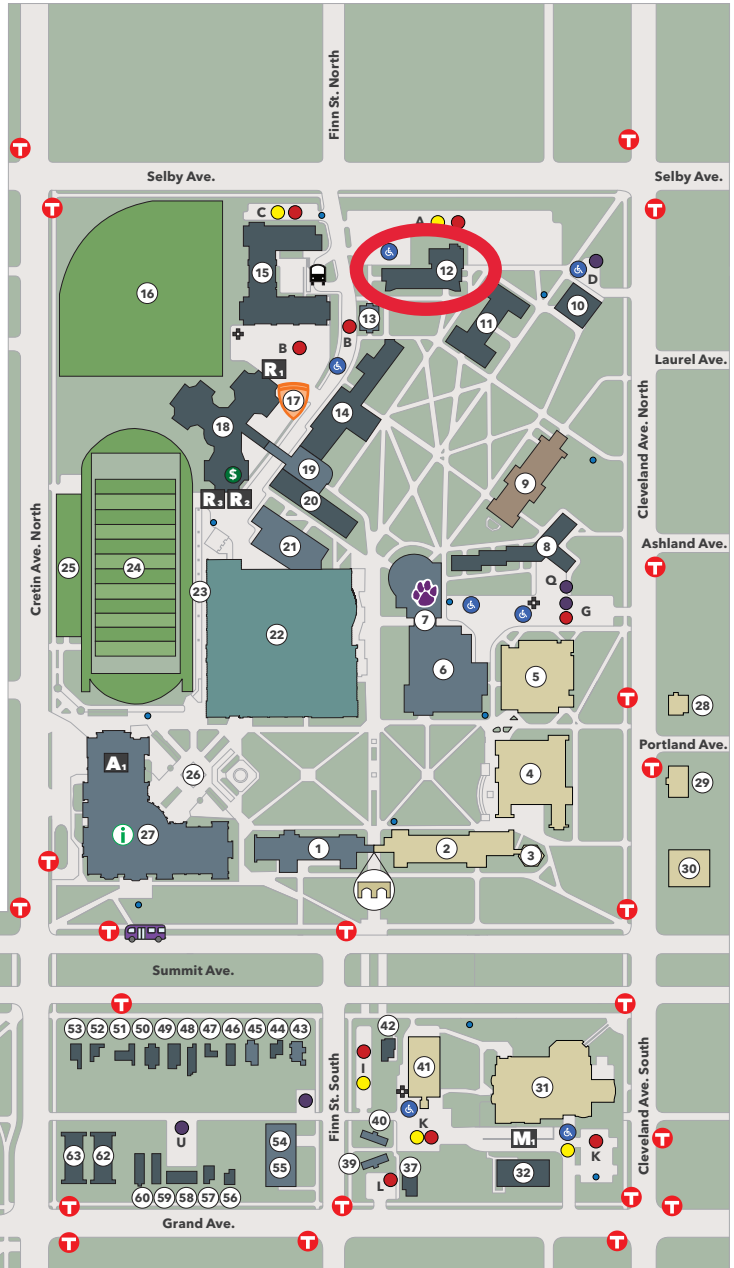 Finn St. North
T
T
Selby Ave.
Selby Ave.
T
T
C
A
12
15
16
D
10
13
11
B
B
R1
17
14
18
19
$
9
R3 R2
20
Cleveland Ave. North
Laurel Ave.
21
8
Ashland Ave.
Cretin Ave. North
25
24
23
Q
T
G
7
22
6
5
T
28
Portland Ave.
A1
26
4
T
29
i
27
1
2
3
T
30
T
T
T
T
Summit Ave.
T
T
53
52
51
50
49
48
47
46
45
44
43
42
I
41
31
Finn St. South
Cleveland Ave. South
U
40
K
M1
K
T
63
62
54
55
39
37
L
32
60
59
58
57
56
T
T
T
T
Grand Ave.
T
T
T